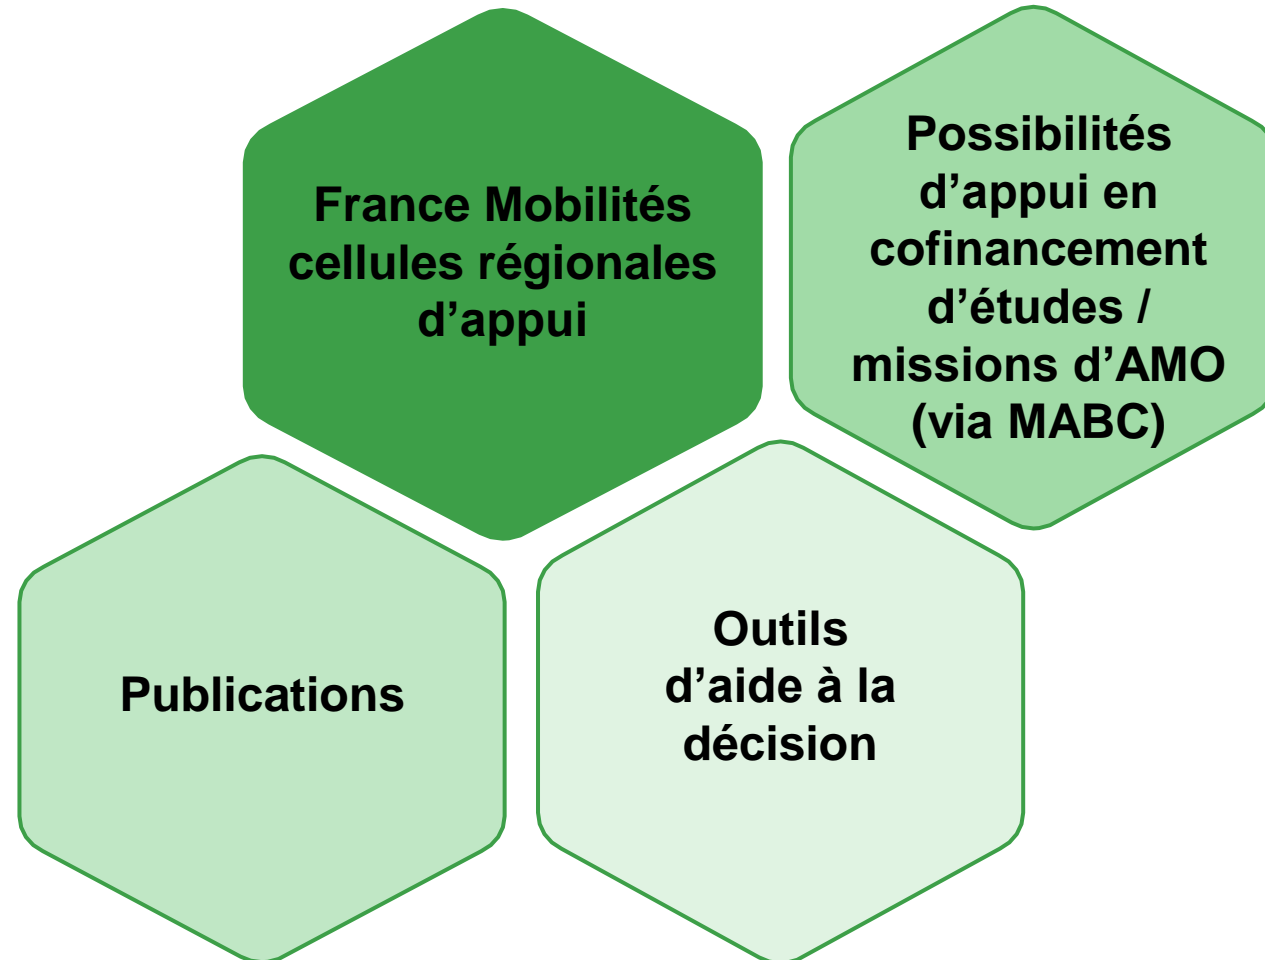 France Mobilités
cellules régionales
d’appui
Possibilités
d’appui en
cofinancement
d’études /
missions d’AMO
(via MABC)
Publications
Outils
d’aide à la
décision